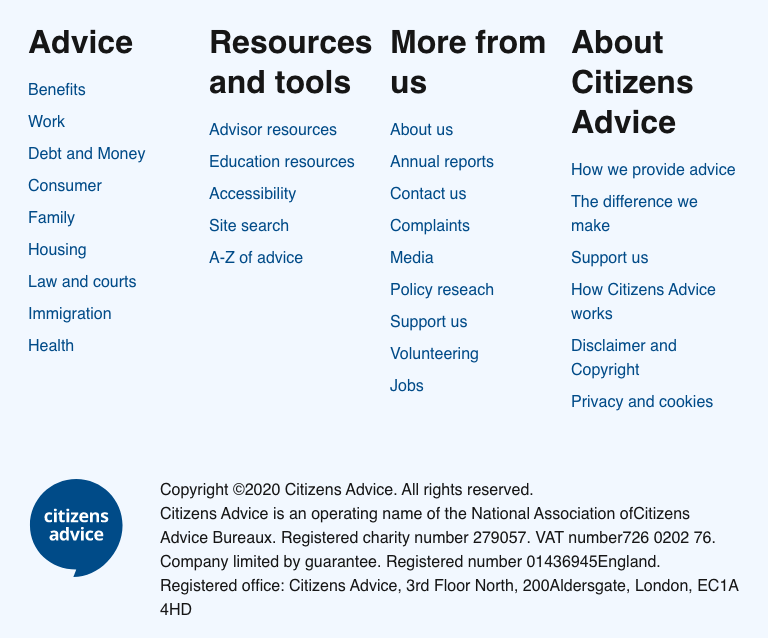 Advice
Benefits
Work
Debt and Money
Consumer
Family
Housing
Law and courts
Immigration
Health
Resources
and tools
Advisor resources
Education resources
Accessibility
Site search
A-Z of advice
More from
us
About us
Annual reports
Contact us
Complaints
Media
Policy reseach
Support us
Volunteering
Jobs
About
Citizens
Advice
How we provide advice
The difference we
make
Support us
How Citizens Advice
works
Disclaimer and
Copyright
Privacy and cookies
citizens
advice
Copyright ©2020 Citizens Advice. All rights reserved.
Citizens Advice is an operating name of the National Association ofCitizens
Advice Bureaux. Registered charity number 279057. VAT number726 0202 76.
Company limited by guarantee. Registered number 01436945England.
Registered office: Citizens Advice, 3rd Floor North, 200Aldersgate, London, EC1A
4HD